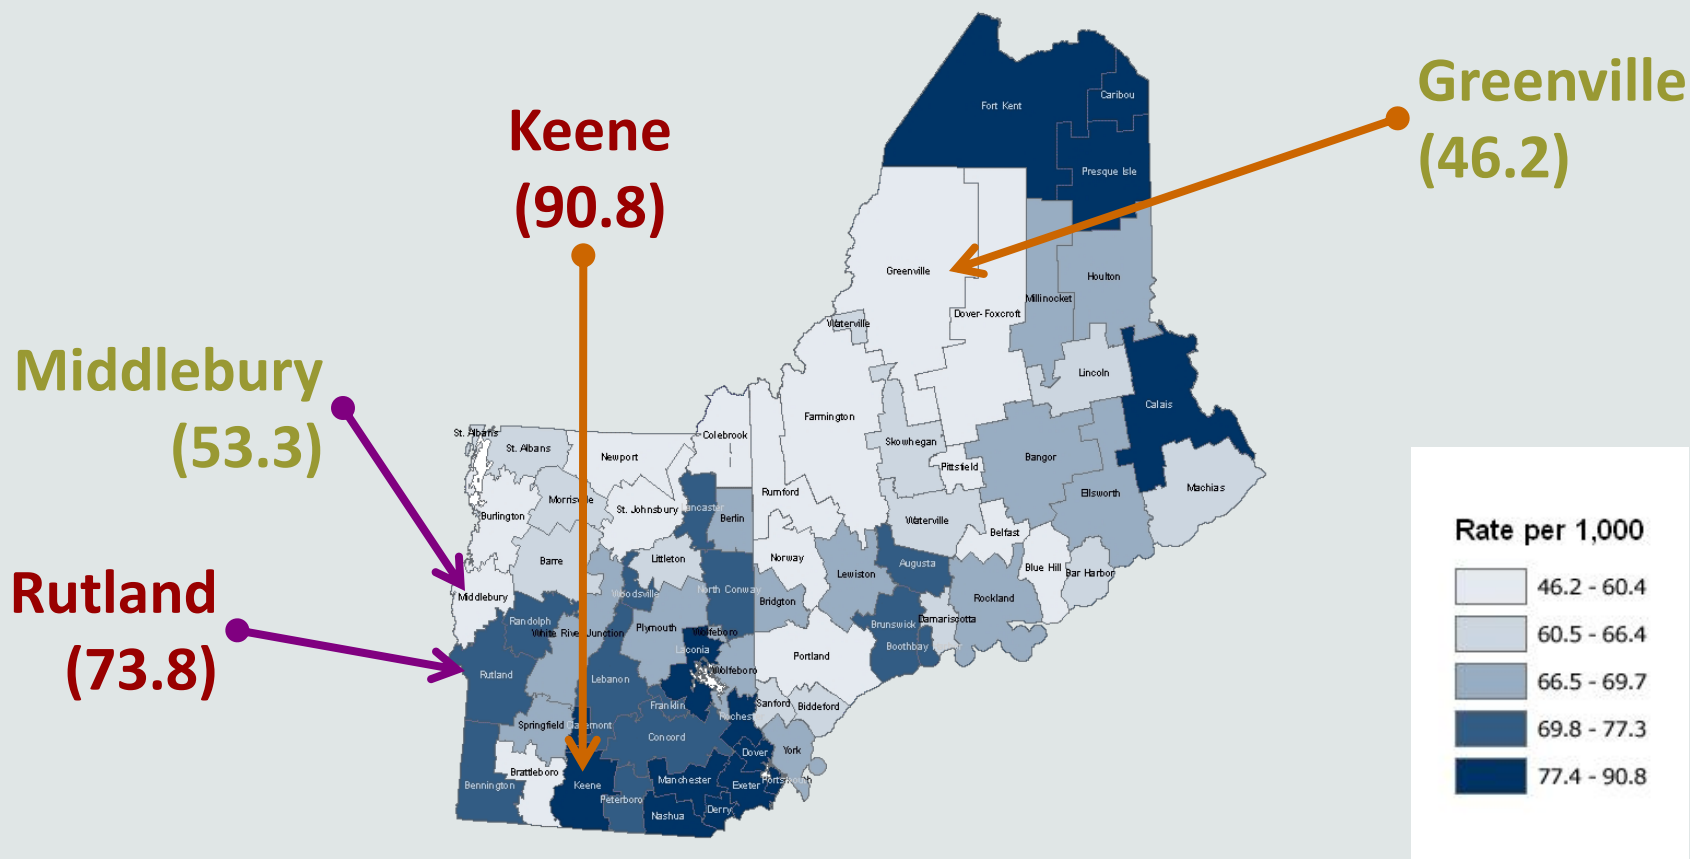 Greenville
(46.2)
Keene
(90.8)
Middlebury
(53.3)
Rutland
(73.8)
Fort Kent
Caribou
Presque Isle
Greenville
Houlton
Millinocket
Dover-Foxcroft
Waterville
Lincoln
Calais
Farmington
Colebrook
St. Albans
St. Albans
Skowhegan
Newport
Bangor
Pittsfield
Ellsworth
Machias
Rumford
Morrisville
St. Johnsbury
Lancaster
Burlington
Berlin
Waterville
Belfast
Littleton
Norway
Barre
Augusta
Blue Hill
Bar Harbor
Lewiston
North Conway
Woodsville
Middlebury
Bridgton
Rockland
Randolph
Damariscotta
Brunswick
White River Junction
Plymouth
Wolfeboro
Boothbay
Laconia
Portland
Wolfeboro
Rutland
Lebanon
Franklin
Sanford
Biddeford
Rochest
Springfield
Claremont
Concord
Dover
York
Brattleboro
Bennington
Keene
Manchester
Exeter
Portsmouth
Peterboro
Derry
Nashua
Rate per 1,000
46.2 - 60.4
60.5 - 66.4
66.5 - 69.7
69.8 - 77.3
77.4 - 90.8